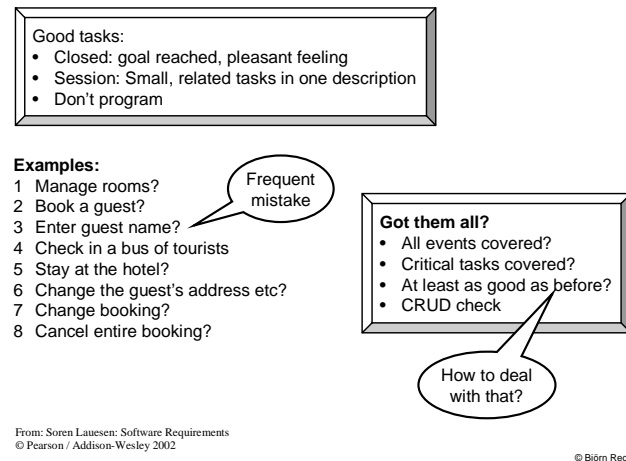 Good tasks:
• Closed: goal reached, pleasant feeling
• Session: Small, related tasks in one description
• Don't program
Examples:
1 Manage rooms?
2 Book a guest?
3 Enter guest name?
4 Check in a bus of tourists
5 Stay at the hotel?
6 Change the guest's address etc?
7 Change booking?
8 Cancel entire booking?
Frequent
mistake
Got them all?
• All events covered?
• Critical tasks covered?
• At least as good as before?
• CRUD check
How to deal
with that?
From: Soren Lauesen: Software Requirements
© Pearson / Addison-Wesley 2002
© Björn